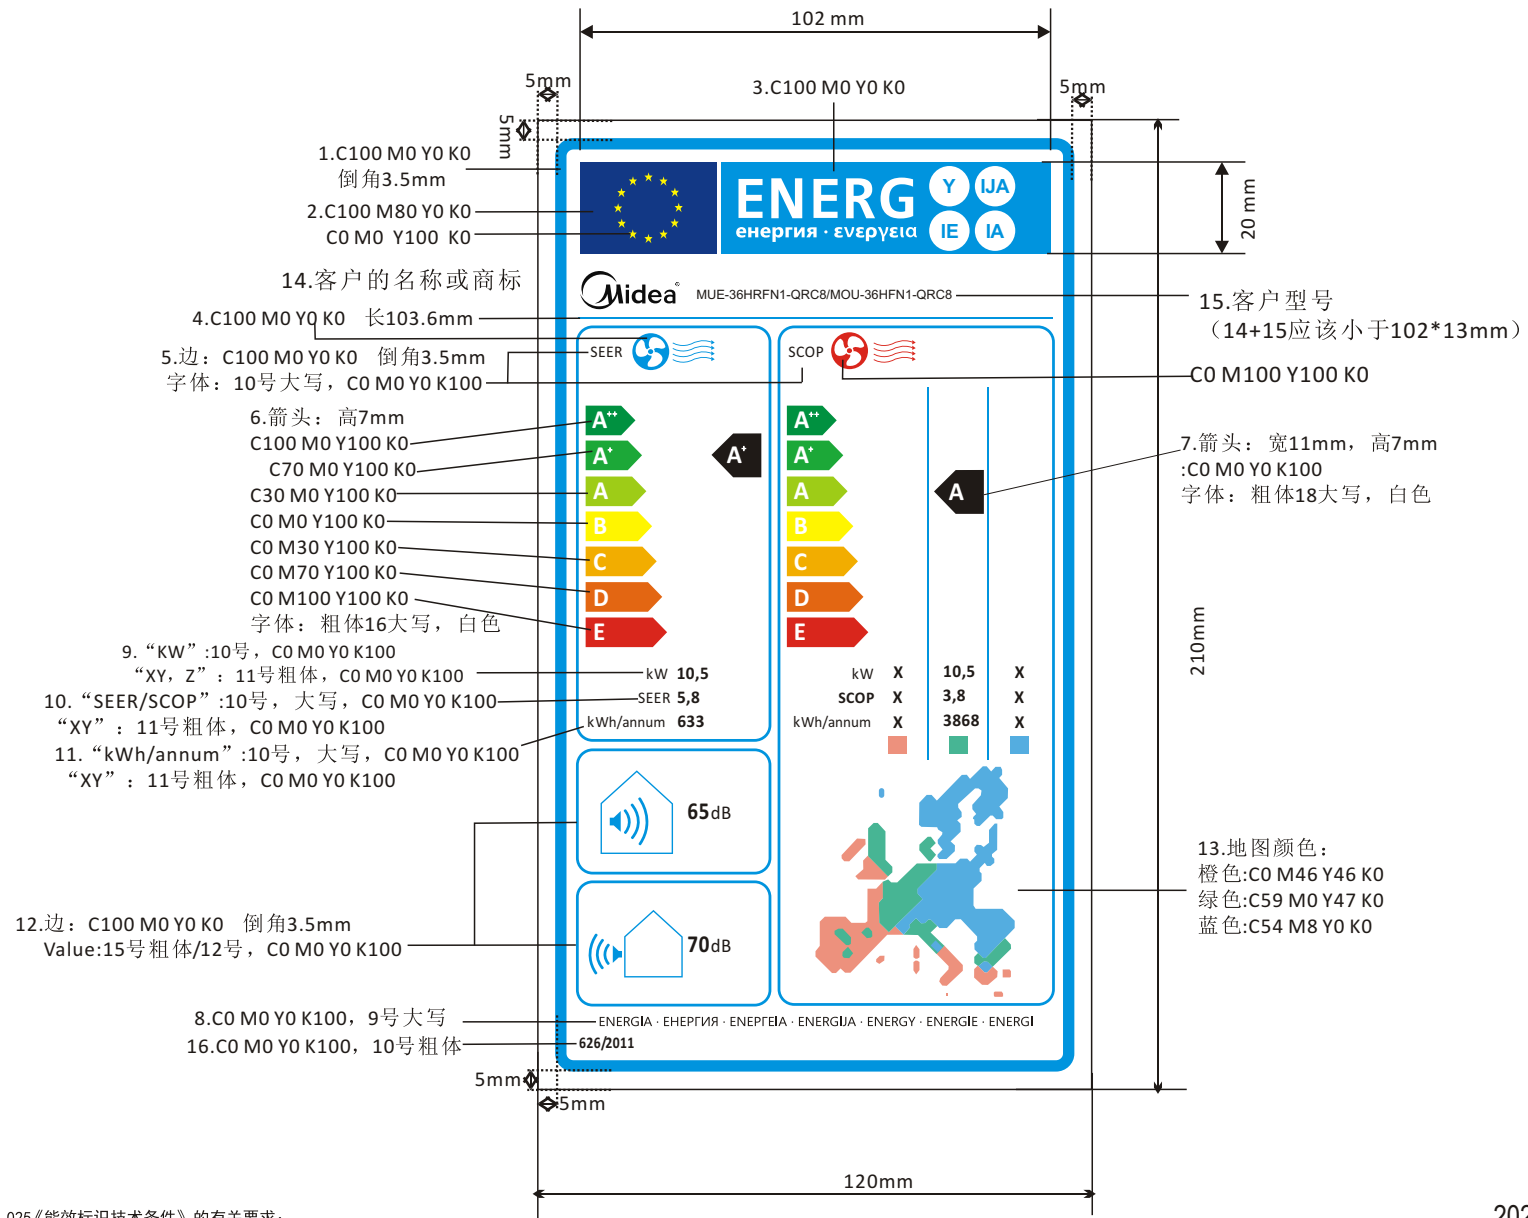 102 mm
5mm
3.C100 M0 Y0 K0
5mm
5mm
1.C100 M0 Y0 K0
倒角3.5mm
2.C100 M80 Y0 K0
C0 M0 Y100 K0
ENERG
енергия · ενεργεια
Y
IJA
IE
IA
20 mm
14.客户的名称或商标
Midea
MUE-36HRFN1-QRC8/MOU-36HFN1-QRC8
15.客户型号
（14+15应该小于102*13mm）
4.C100 M0 Y0 K0 长103.6mm
5.边：C100 M0 Y0 K0 倒角3.5mm
字体：10号大写，C0 M0 Y0 K100
SEER
SCOP
C0 M100 Y100 K0
6.箭头：高7mm
C100 M0 Y100 K0
C70 M0 Y100 K0
C30 M0 Y100 K0
C0 M0 Y100 K0
C0 M30 Y100 K0
C0 M70 Y100 K0
C0 M100 Y100 K0
字体：粗体16大写，白色
A++
A+
A
B
C
D
E
A+
A++
A+
A
B
C
D
E
A
7.箭头：宽11mm，高7mm
:C0 M0 Y0 K100
字体：粗体18大写，白色
9.“KW”:10号，C0 M0 Y0 K100
“XY，Z”：11号粗体，C0 M0 Y0 K100
10.“SEER/SCOP”:10号，大写，C0 M0 Y0 K100
“XY”：11号粗体，C0 M0 Y0 K100
11.“kWh/annum”:10号，大写，C0 M0 Y0 K100
“XY”：11号粗体，C0 M0 Y0 K100
kW 10,5
SEER 5,8
kWh/annum 633
kW X 10,5 X
SCOP X 3,8 X
kWh/annum X 3868 X
210mm
65dB
70dB
12.边：C100 M0 Y0 K0 倒角3.5mm
Value:15号粗体/12号，C0 M0 Y0 K100
13.地图颜色：
橙色:C0 M46 Y46 K0
绿色:C59 M0 Y47 K0
蓝色:C54 M8 Y0 K0
8.C0 M0 Y0 K100，9号大写
16.C0 M0 Y0 K100，10号粗体
ENERGIA · ЕНЕРГИЯ · ΕΝΕΡΓΕΙΑ · ENERGIJA · ENERGY · ENERGIE · ENERGI
626/2011
5mm
5mm
120mm
025《能效标识技术条件》的有关要求；
202